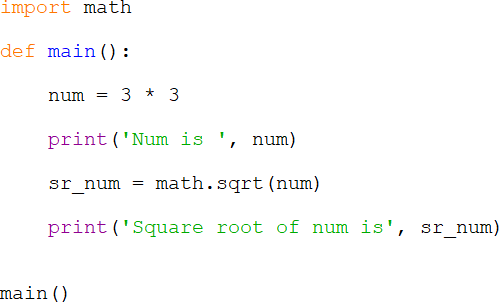 import math
def main():
    num = 3 * 3
    print('Num is ', num)
    sr_num = math.sqrt(num)
    print('Square root of num is', sr_num)
main()